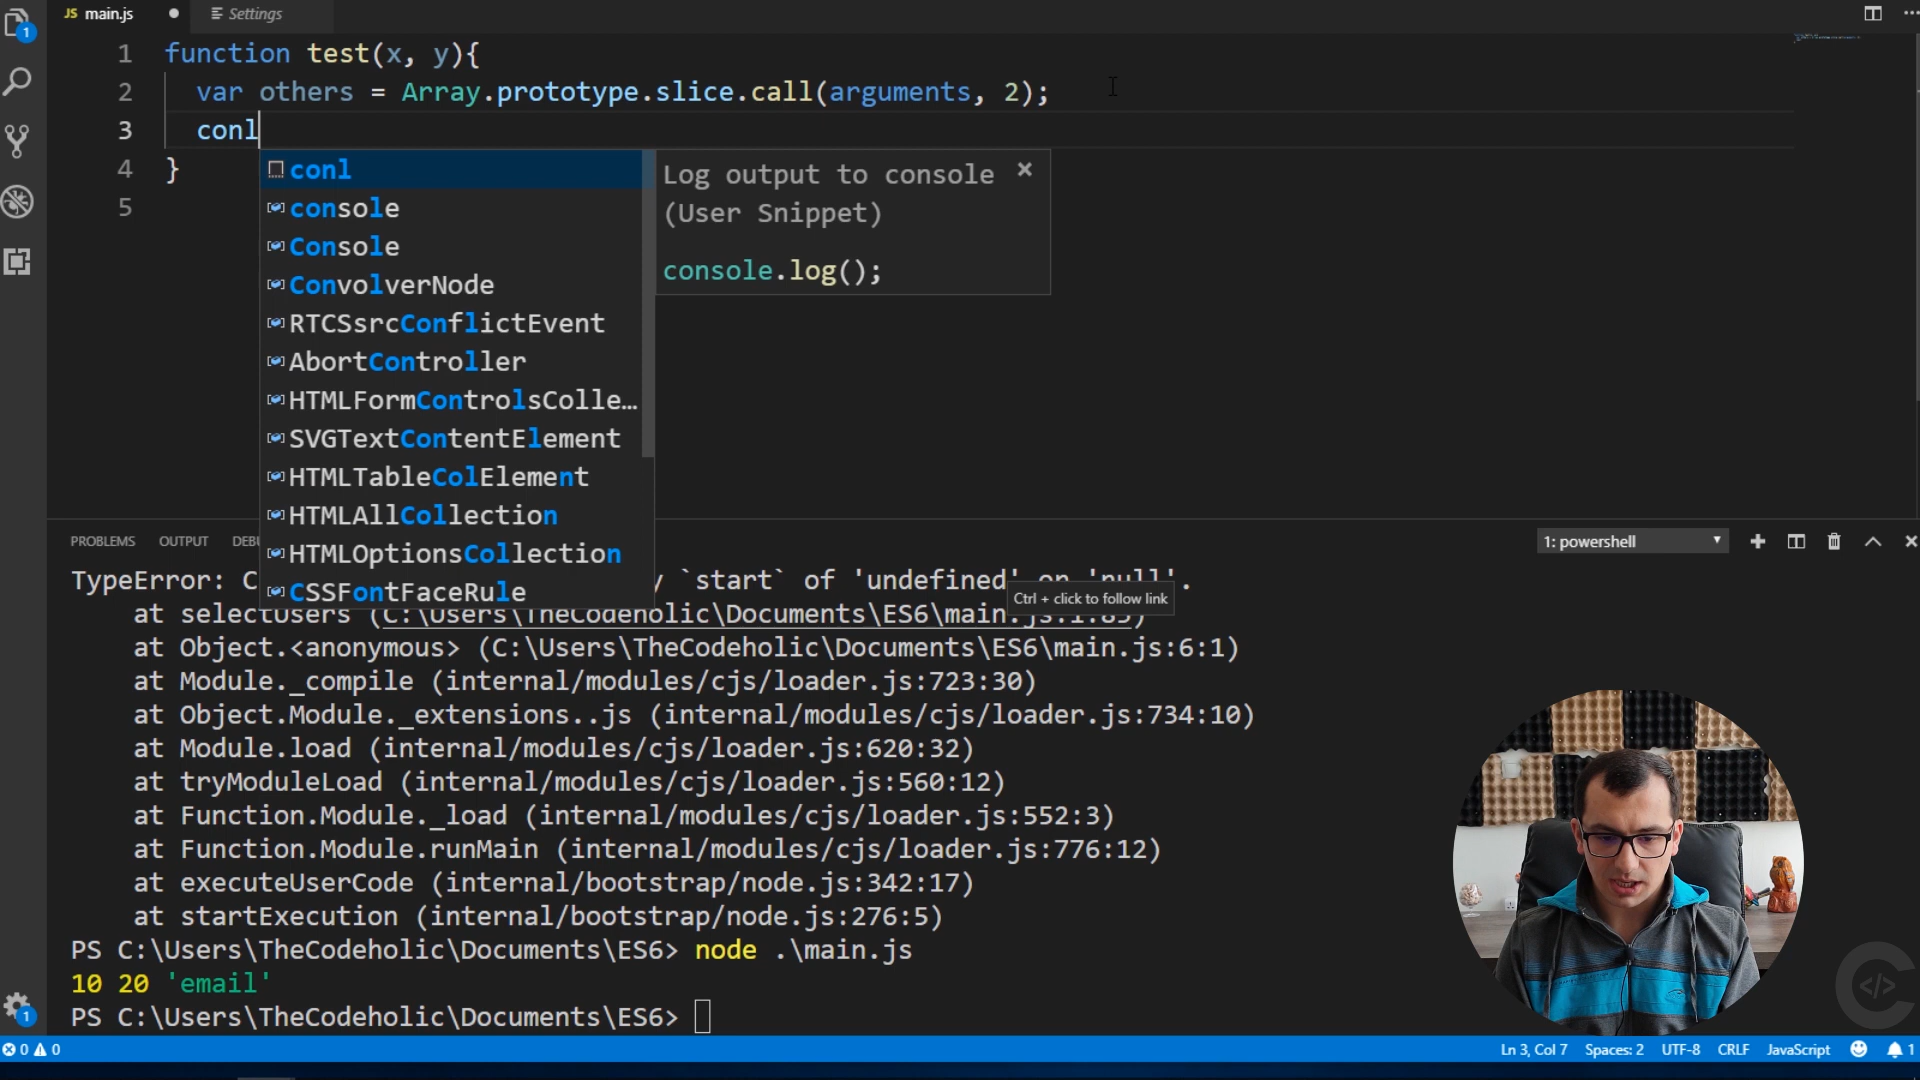 JS main.js ● Settings
1 function test(x, y){
2 var others = Array.prototype.slice.call(arguments, 2);
3 conl
4 }
5
conl
console
Console
ConvolverNode
RTCSsrcConflictEvent
AbortController
HTMLFormControlsColle…
SVGTextContentElement
HTMLTableColElement
HTMLAllCollection
HTMLOptionsCollection
CSSFontFaceRule
Log output to console ×
(User Snippet)
console.log();
PROBLEMS OUTPUT 1: powershell
TypeError: `start` of 'undefined' or 'null'.
Ctrl + click to follow link
at selectUsers (C:\Users\TheCodeholic\Documents\ES6\main.js:1:85)
at Object.<anonymous> (C:\Users\TheCodeholic\Documents\ES6\main.js:6:1)
at Module._compile (internal/modules/cjs/loader.js:723:30)
at Object.Module._extensions..js (internal/modules/cjs/loader.js:734:10)
at Module.load (internal/modules/cjs/loader.js:620:32)
at tryModuleLoad (internal/modules/cjs/loader.js:560:12)
at Function.Module._load (internal/modules/cjs/loader.js:552:3)
at Function.Module.runMain (internal/modules/cjs/loader.js:776:12)
at executeUserCode (internal/bootstrap/node.js:342:17)
at startExecution (internal/bootstrap/node.js:276:5)
PS C:\Users\TheCodeholic\Documents\ES6> node .\main.js
10 20 'email'
PS C:\Users\TheCodeholic\Documents\ES6>
0 0 Ln 3, Col 7 Spaces: 2 UTF-8 CRLF JavaScript 1